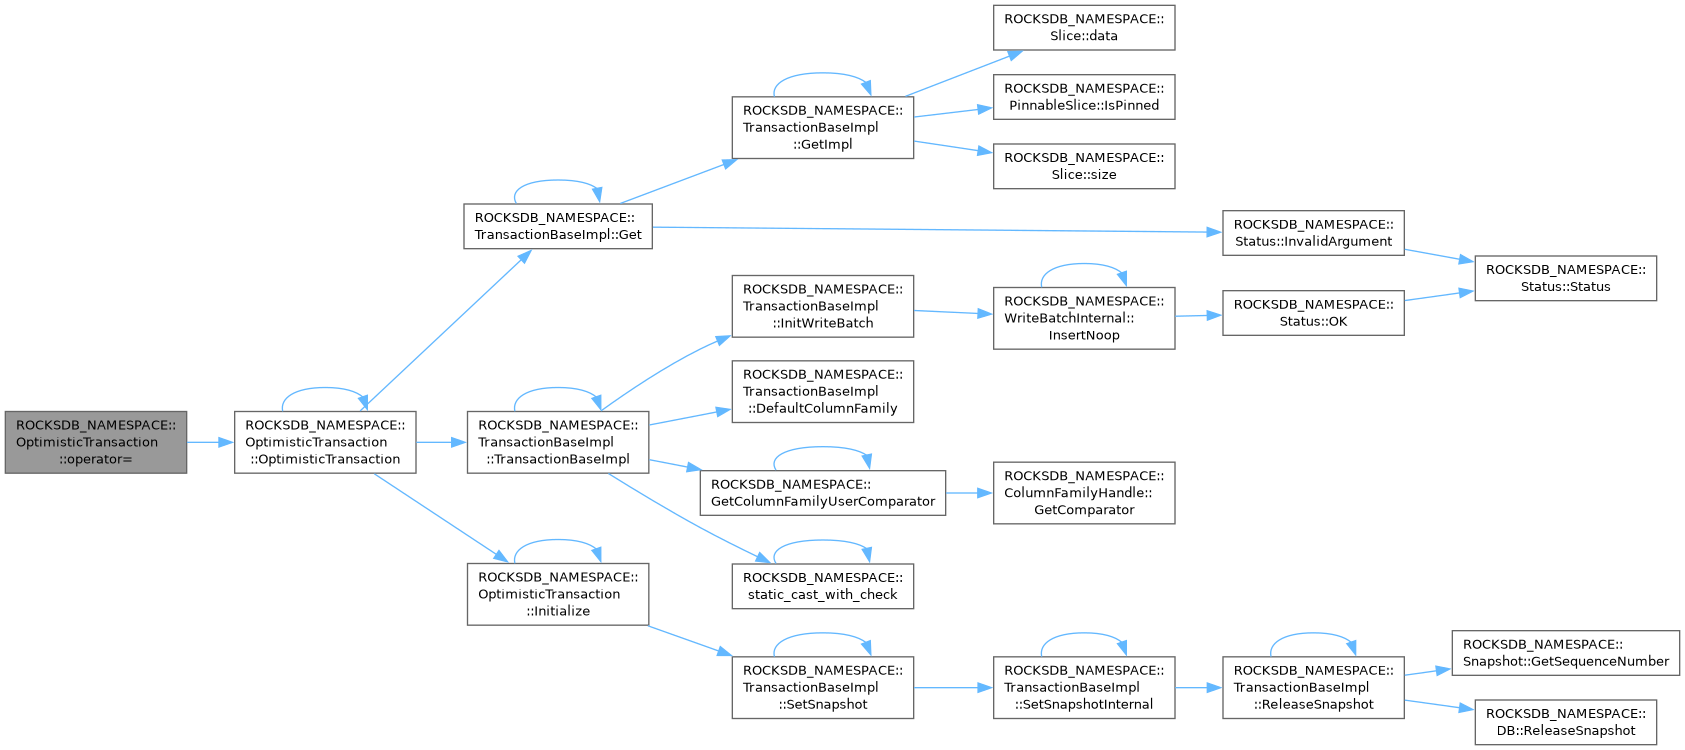 ROCKSDB_NAMESPACE::
OptimisticTransaction
::operator=
ROCKSDB_NAMESPACE::
OptimisticTransaction
::OptimisticTransaction
ROCKSDB_NAMESPACE::
TransactionBaseImpl::Get
ROCKSDB_NAMESPACE::
TransactionBaseImpl
::GetImpl
ROCKSDB_NAMESPACE::
Slice::data
ROCKSDB_NAMESPACE::
PinnableSlice::IsPinned
ROCKSDB_NAMESPACE::
Slice::size
ROCKSDB_NAMESPACE::
Status::InvalidArgument
ROCKSDB_NAMESPACE::
Status::Status
ROCKSDB_NAMESPACE::
TransactionBaseImpl
::TransactionBaseImpl
ROCKSDB_NAMESPACE::
TransactionBaseImpl
::InitWriteBatch
ROCKSDB_NAMESPACE::
WriteBatchInternal::
InsertNoop
ROCKSDB_NAMESPACE::
Status::OK
ROCKSDB_NAMESPACE::
TransactionBaseImpl
::DefaultColumnFamily
ROCKSDB_NAMESPACE::
GetColumnFamilyUserComparator
ROCKSDB_NAMESPACE::
ColumnFamilyHandle::
GetComparator
ROCKSDB_NAMESPACE::
static_cast_with_check
ROCKSDB_NAMESPACE::
OptimisticTransaction
::Initialize
ROCKSDB_NAMESPACE::
TransactionBaseImpl
::SetSnapshot
ROCKSDB_NAMESPACE::
TransactionBaseImpl
::SetSnapshotInternal
ROCKSDB_NAMESPACE::
TransactionBaseImpl
::ReleaseSnapshot
ROCKSDB_NAMESPACE::
Snapshot::GetSequenceNumber
ROCKSDB_NAMESPACE::
DB::ReleaseSnapshot